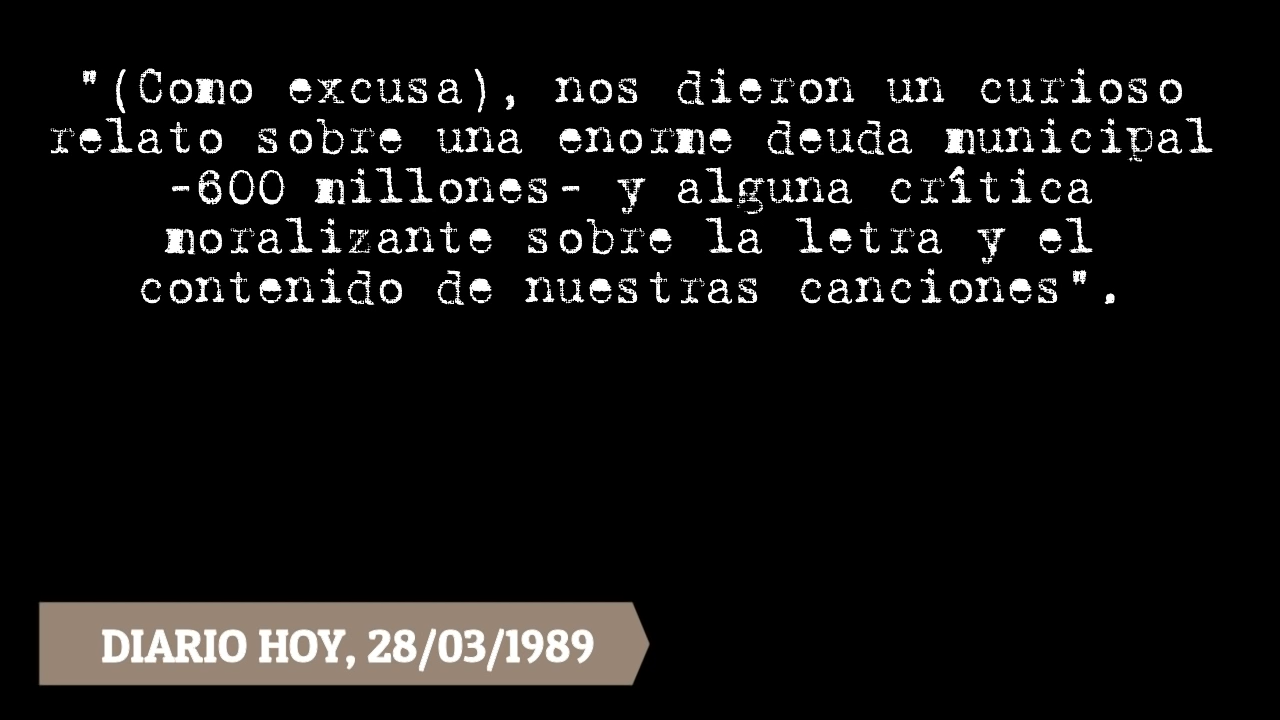 "(Como excusa), nos dieron un curioso
relato sobre una enorme deuda municipal
-600 millones- y alguna crítica
moralizante sobre la letra y el
contenido de nuestras canciones".
DIARIO HOY, 28/03/1989